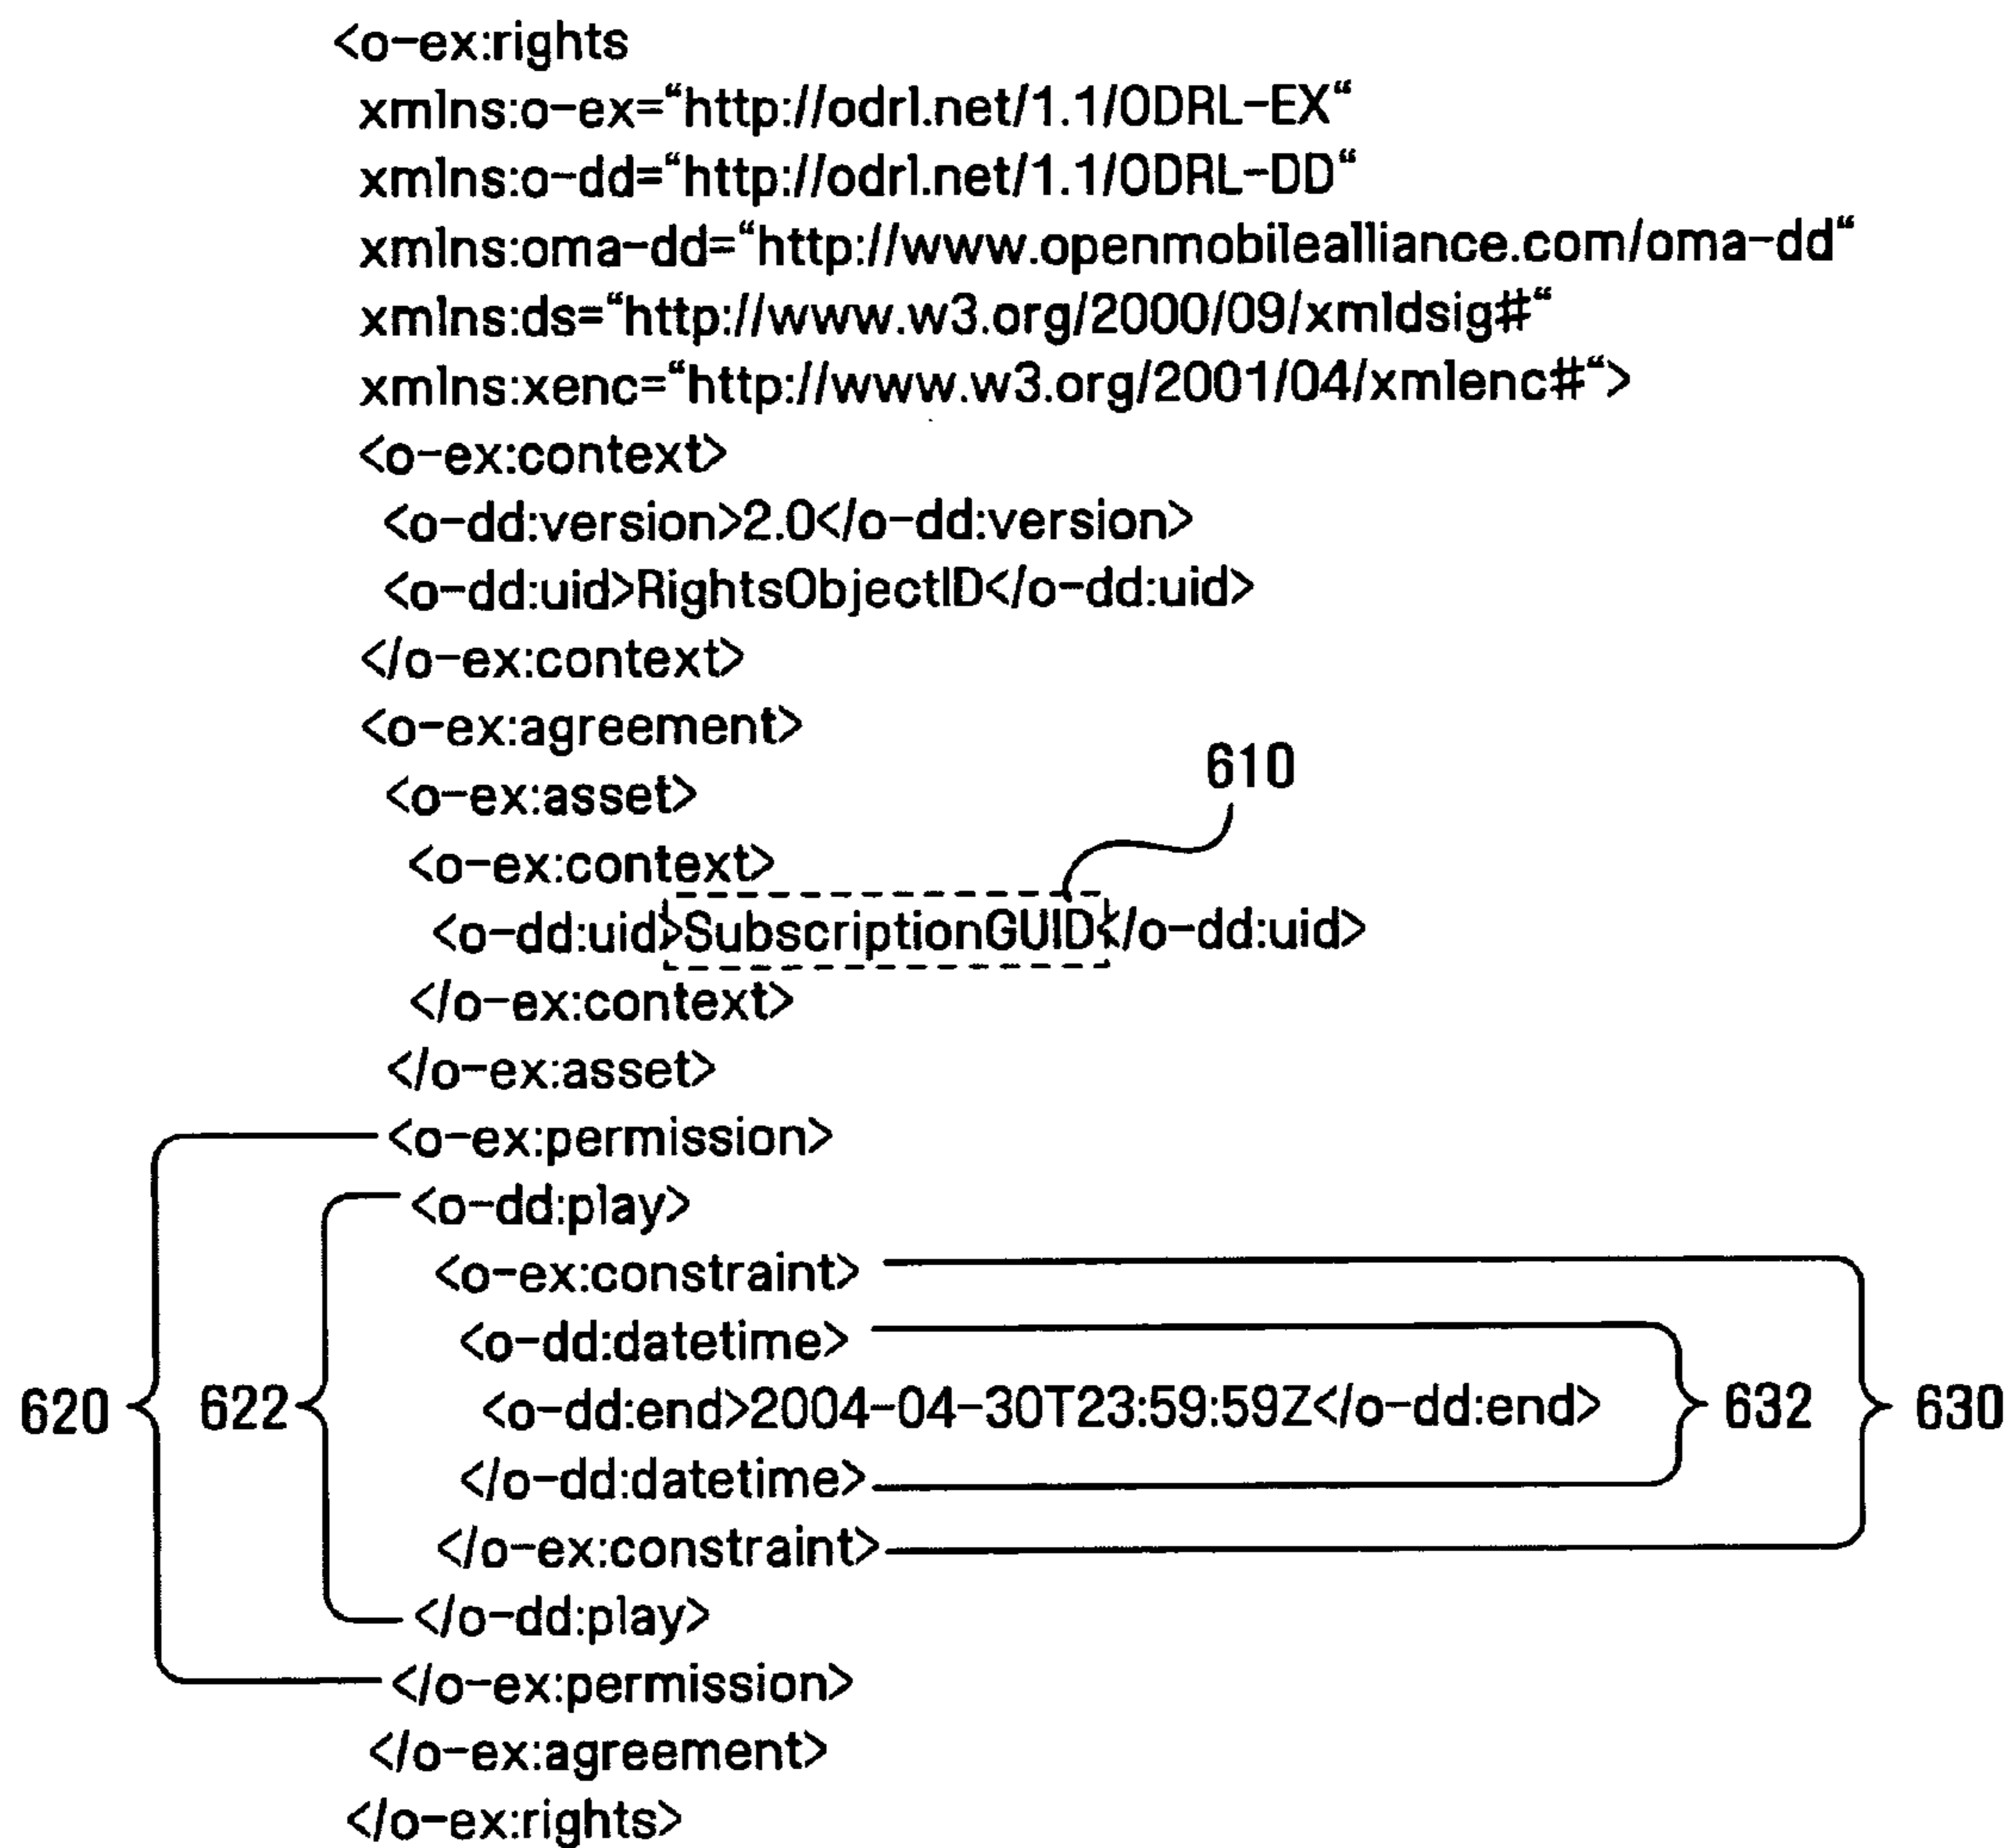 <o-ex:rights
xmlns:o-ex=“http://odrl.net/1.1/ODRL-EX“
xmlns:o-dd=“http://odrl.net/1.1/ODRL-DD“
xmlns:oma-dd=“http://www.openmobilealliance.com/oma-dd“
xmlns:ds=“http://www.w3.org/2000/09/xmldsig#“
xmlns:xenc=“http://www.w3.org/2001/04/xmlenc#“>
<o-ex:context>
<o-dd:version>2.0</o-dd:version>
<o-dd:uid>RightsObjectID</o-dd:uid>
</o-ex:context>
<o-ex:agreement>
610
<o-ex:asset>
<o-ex:context>
<o-dd:uid>SubscriptionGUID</o-dd:uid>
</o-ex:context>
</o-ex:asset>
<o-ex:permission>
<o-dd:play>
<o-ex:constraint>
<o-dd:datetime>
620 622 <o-dd:end>2004-04-30T23:59:59Z</o-dd:end> 632 630
</o-dd:datetime>
</o-ex:constraint>
</o-dd:play>
</o-ex:permission>
</o-ex:agreement>
</o-ex:rights>